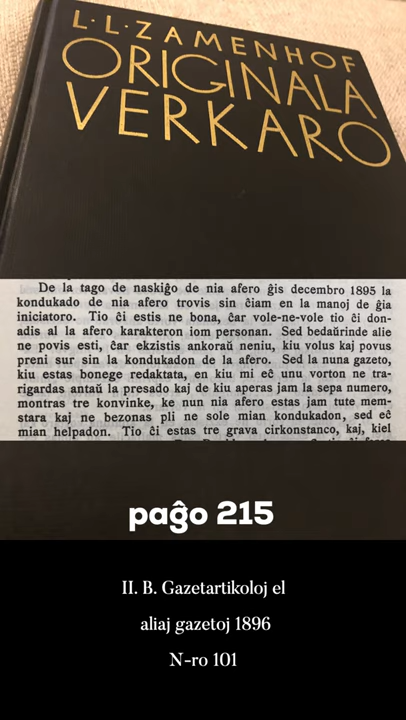 L·L·ZAMENHOF
ORIGINALA
VERKARO
De la tago de naskiĝo de nia afero ĝis decembro 1895 la
kondukado de nia afero trovis sin ĉiam en la manoj de ĝia
iniciatoro. Tio ĉi estis ne bona, ĉar vole-ne-vole tio ĉi don-
adis al la afero karakteron iom personan. Sed bedaŭrinde alie
ne povis esti, ĉar ekzistis ankoraŭ neniu, kiu volus kaj povus
preni sur sin la kondukadon de la afero. Sed la nuna gazeto,
kiu estas bonege redaktata, en kiu mi eĉ unu vorton ne tra-
rigardas antaŭ la presado kaj de kiu aperas jam la sepa numero,
montras tre konvinke, ke nun nia afero estas jam tute mem-
stara kaj ne bezonas pli ne sole mian kondukadon, sed eĉ
mian helpadon. Tio ĉi estas tre grava cirkonstanco, kaj, kiel
paĝo 215
II. B. Gazetartikoloj el
aliaj gazetoj 1896
N-ro 101